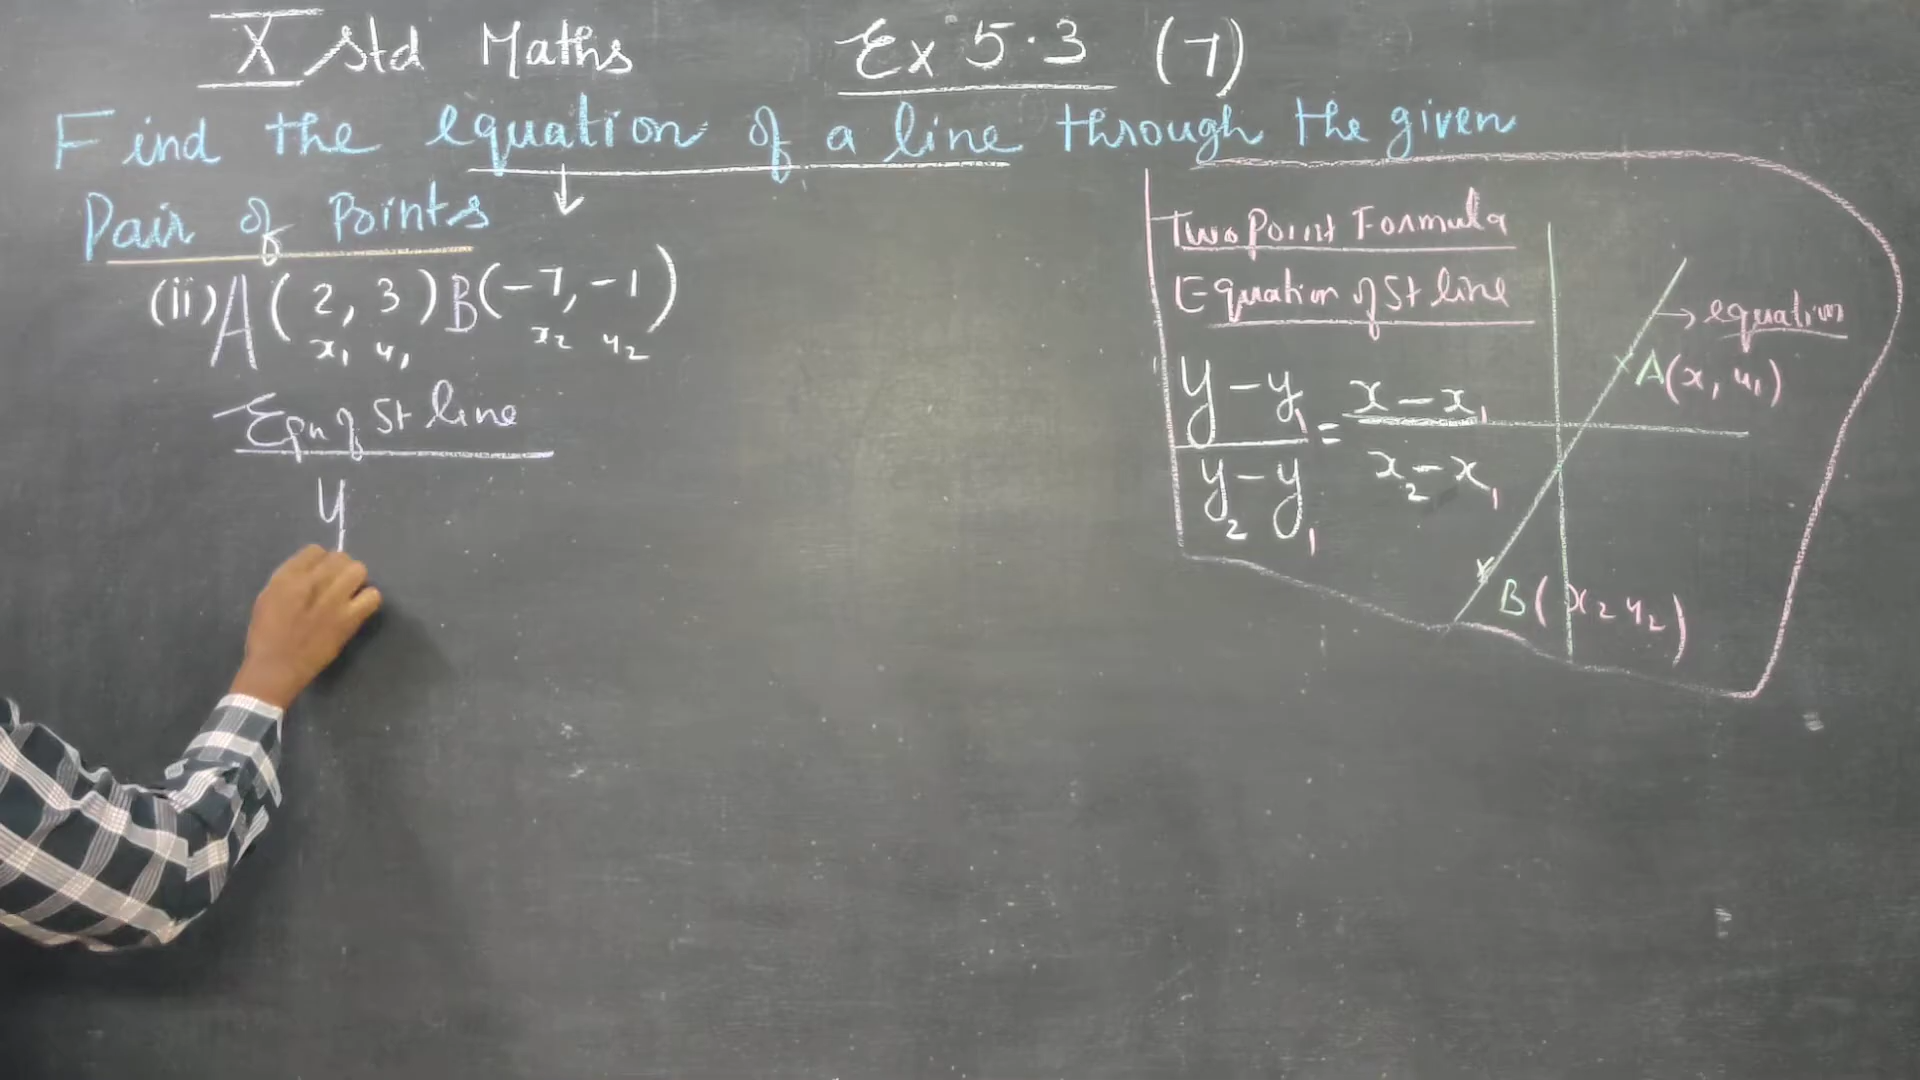 X Std Maths Ex 5.3 (7)
Find the equation of a line through the given
Pair of Points
(ii) A(2, 3) B(-7, -1)
x₁ y₁ x₂ y₂
Eqn of St line
y
Two Point Formula
Equation of St line
y - y₁ / y₂ - y₁ = x - x₁ / x₂ - x₁
→ equation
A(x, y₁)
B(x₂ y₂)